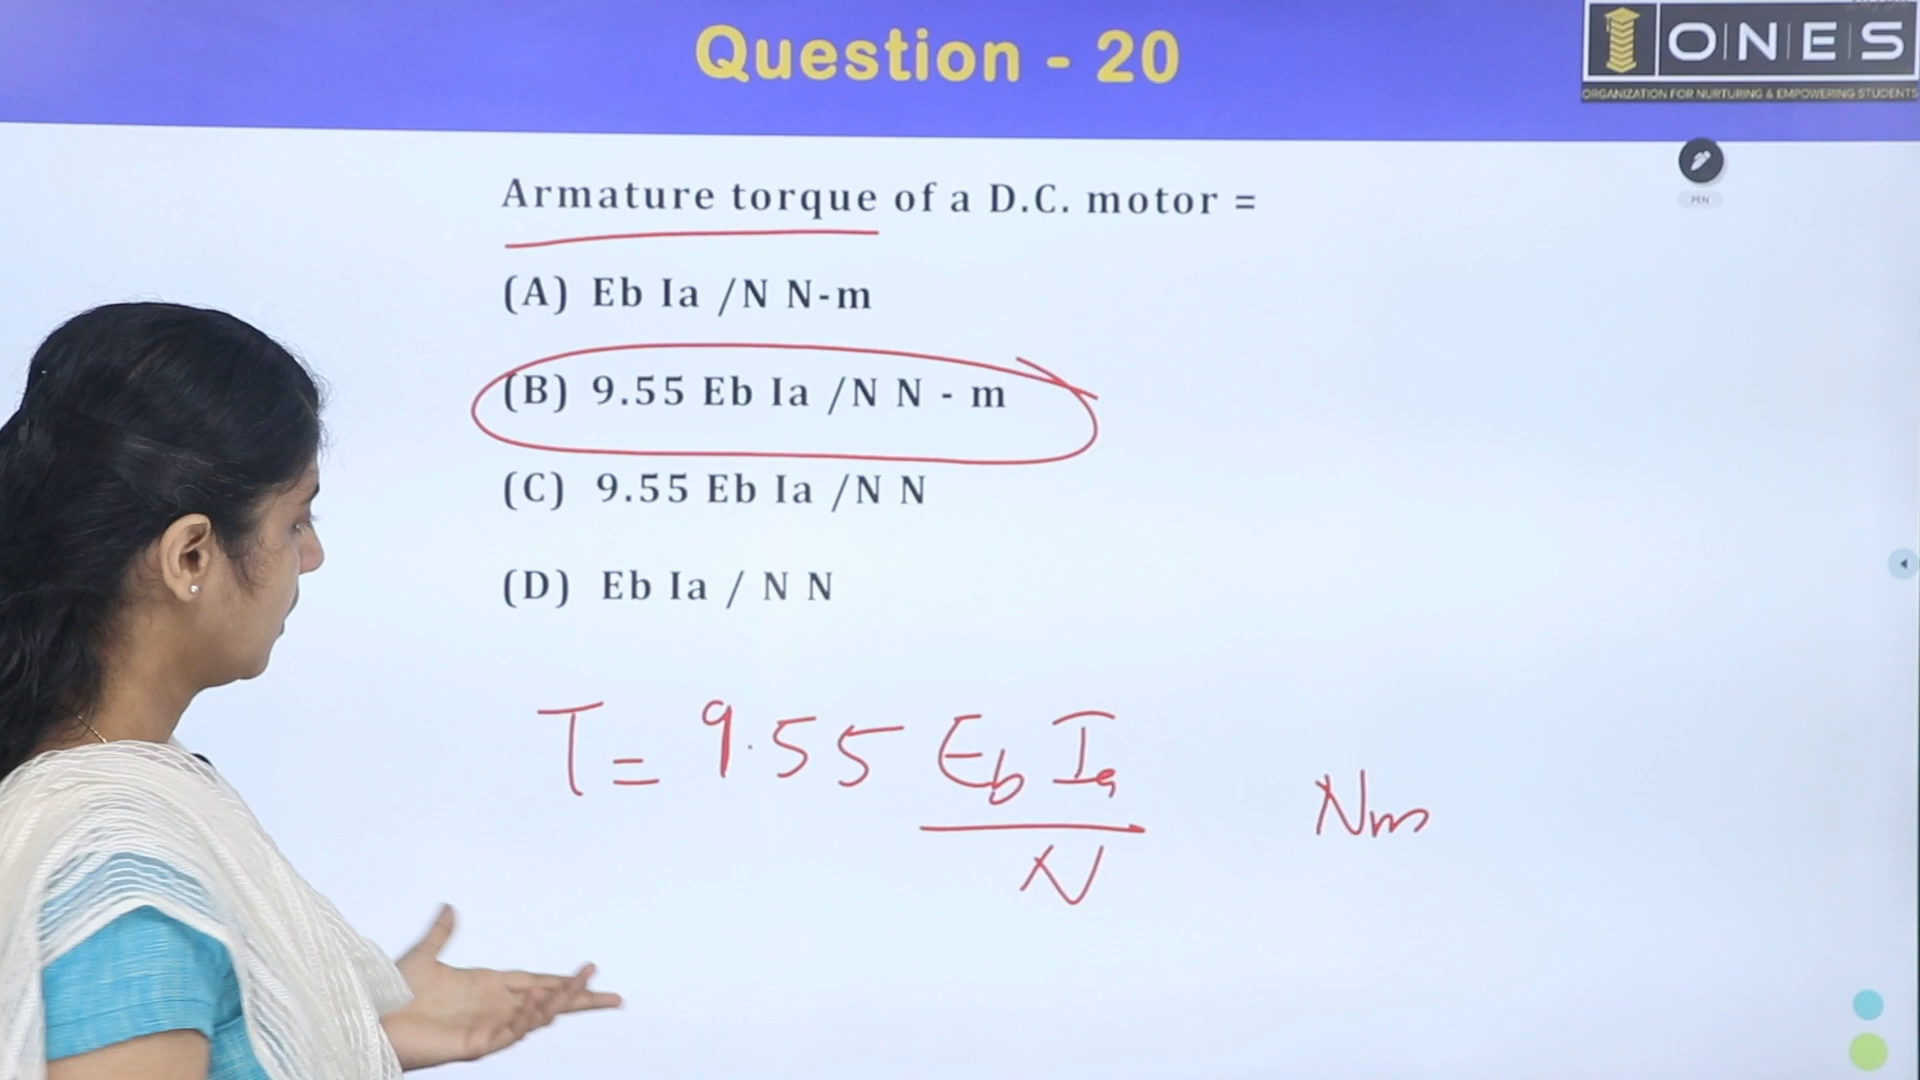 Question - 20
ONES
ORGANIZATION FOR NURTURING & EMPOWERING STUDENTS
PEN
Armature torque of a D.C. motor =
(A) Eb Ia /N N-m
(B) 9.55 Eb Ia /N N - m
(C) 9.55 Eb Ia /N N
(D) Eb Ia / N N
T = 9.55 Eb Ia
N
Nm